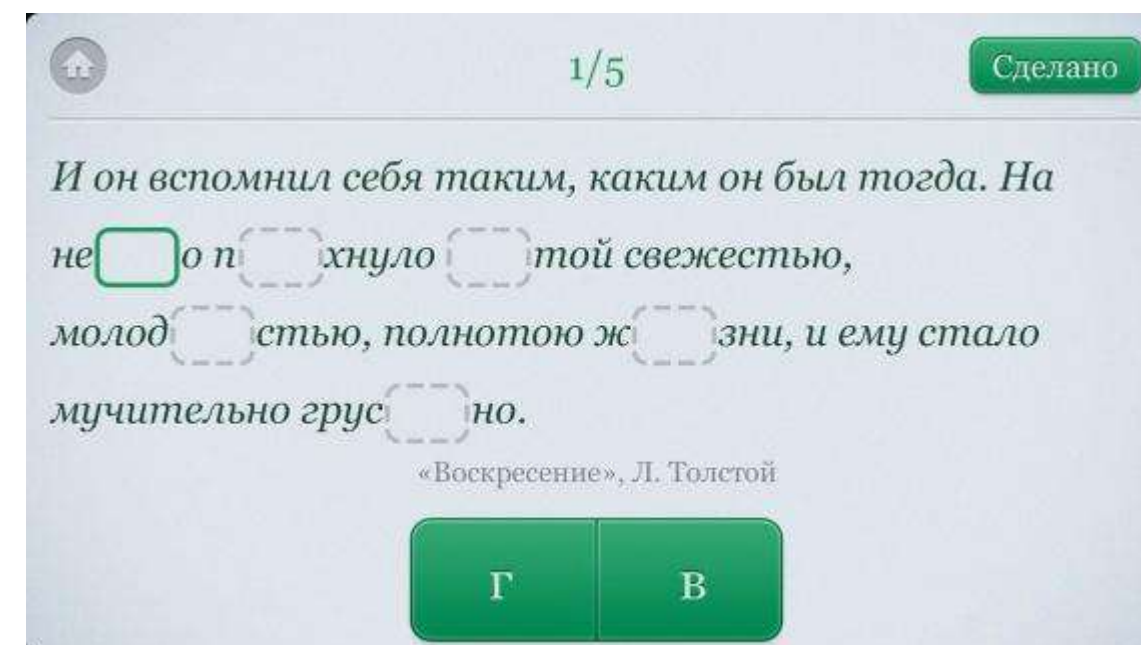 1/5
Сделано
И он вспомнил себя таким, каким он был тогда. На
не о п хнуло той свежестью,
молод стью, полнотою ж зни, и ему стало
мучительно грус но.
«Воскресение», Л. Толстой
Г В